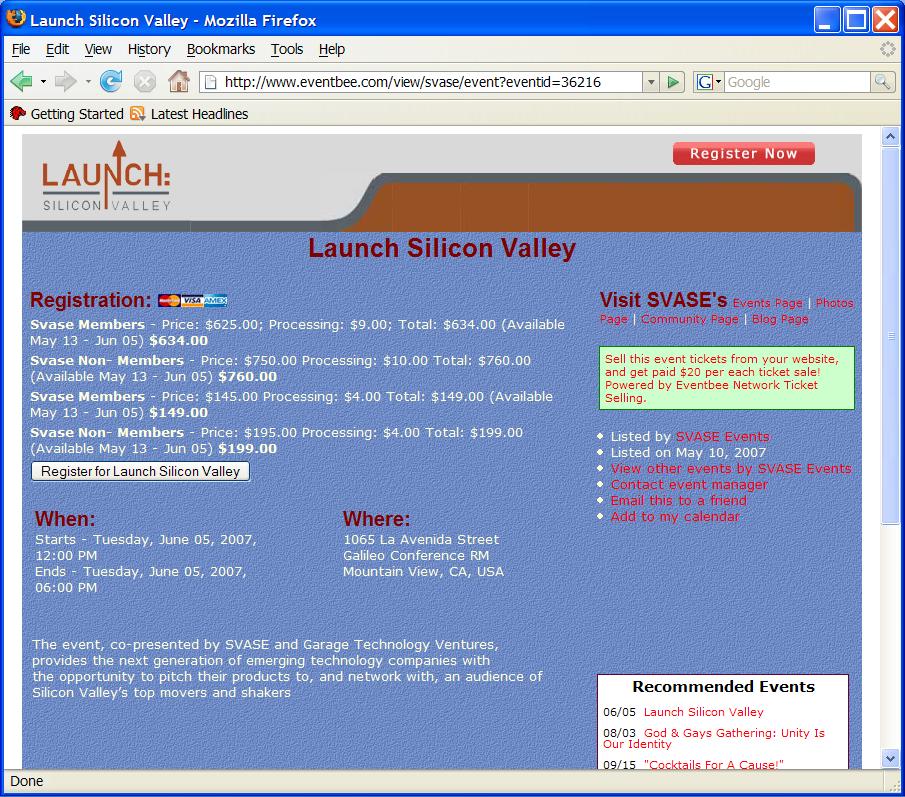 Launch Silicon Valley - Mozilla Firefox
File Edit View History Bookmarks Tools Help
http://www.eventbee.com/view/svase/event?eventid=36216
G Google
Getting Started Latest Headlines
LAUNCH:
SILICON VALLEY
Register Now
Launch Silicon Valley
Registration: MasterCard VISA AMEX
Svase Members - Price: $625.00; Processing: $9.00; Total: $634.00 (Available
May 13 - Jun 05) $634.00
Svase Non- Members - Price: $750.00 Processing: $10.00 Total: $760.00
(Available May 13 - Jun 05) $760.00
Svase Members - Price: $145.00 Processing: $4.00 Total: $149.00 (Available
May 13 - Jun 05) $149.00
Svase Non- Members - Price: $195.00 Processing: $4.00 Total: $199.00
(Available May 13 - Jun 05) $199.00
Register for Launch Silicon Valley
When:
Starts - Tuesday, June 05, 2007,
12:00 PM
Ends - Tuesday, June 05, 2007,
06:00 PM
Where:
1065 La Avenida Street
Galileo Conference RM
Mountain View, CA, USA
The event, co-presented by SVASE and Garage Technology Ventures,
provides the next generation of emerging technology companies with
the opportunity to pitch their products to, and network with, an audience of
Silicon Valley's top movers and shakers
Visit SVASE's Events Page | Photos
Page | Community Page | Blog Page
Sell this event tickets from your website,
and get paid $20 per each ticket sale!
Powered by Eventbee Network Ticket
Selling.
Listed by SVASE Events
Listed on May 10, 2007
View other events by SVASE Events
Contact event manager
Email this to a friend
Add to my calendar
Recommended Events
06/05 Launch Silicon Valley
08/03 God & Gays Gathering: Unity Is
Our Identity
09/15 "Cocktails For A Cause!"
Done